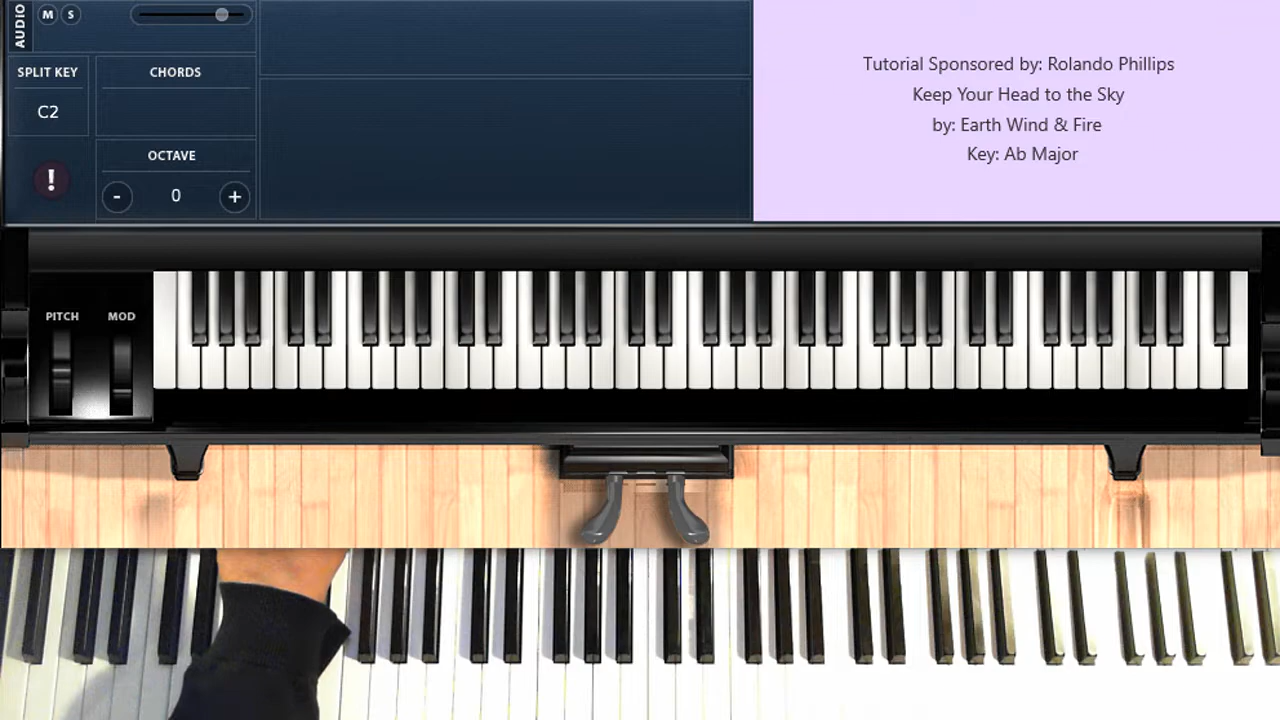 AUDiO
M S
SPLIT KEY
CHORDS
C2
OCTAVE
!
- 0 +
Tutorial Sponsored by: Rolando Phillips
Keep Your Head to the Sky
by: Earth Wind & Fire
Key: Ab Major
PITCH
MOD